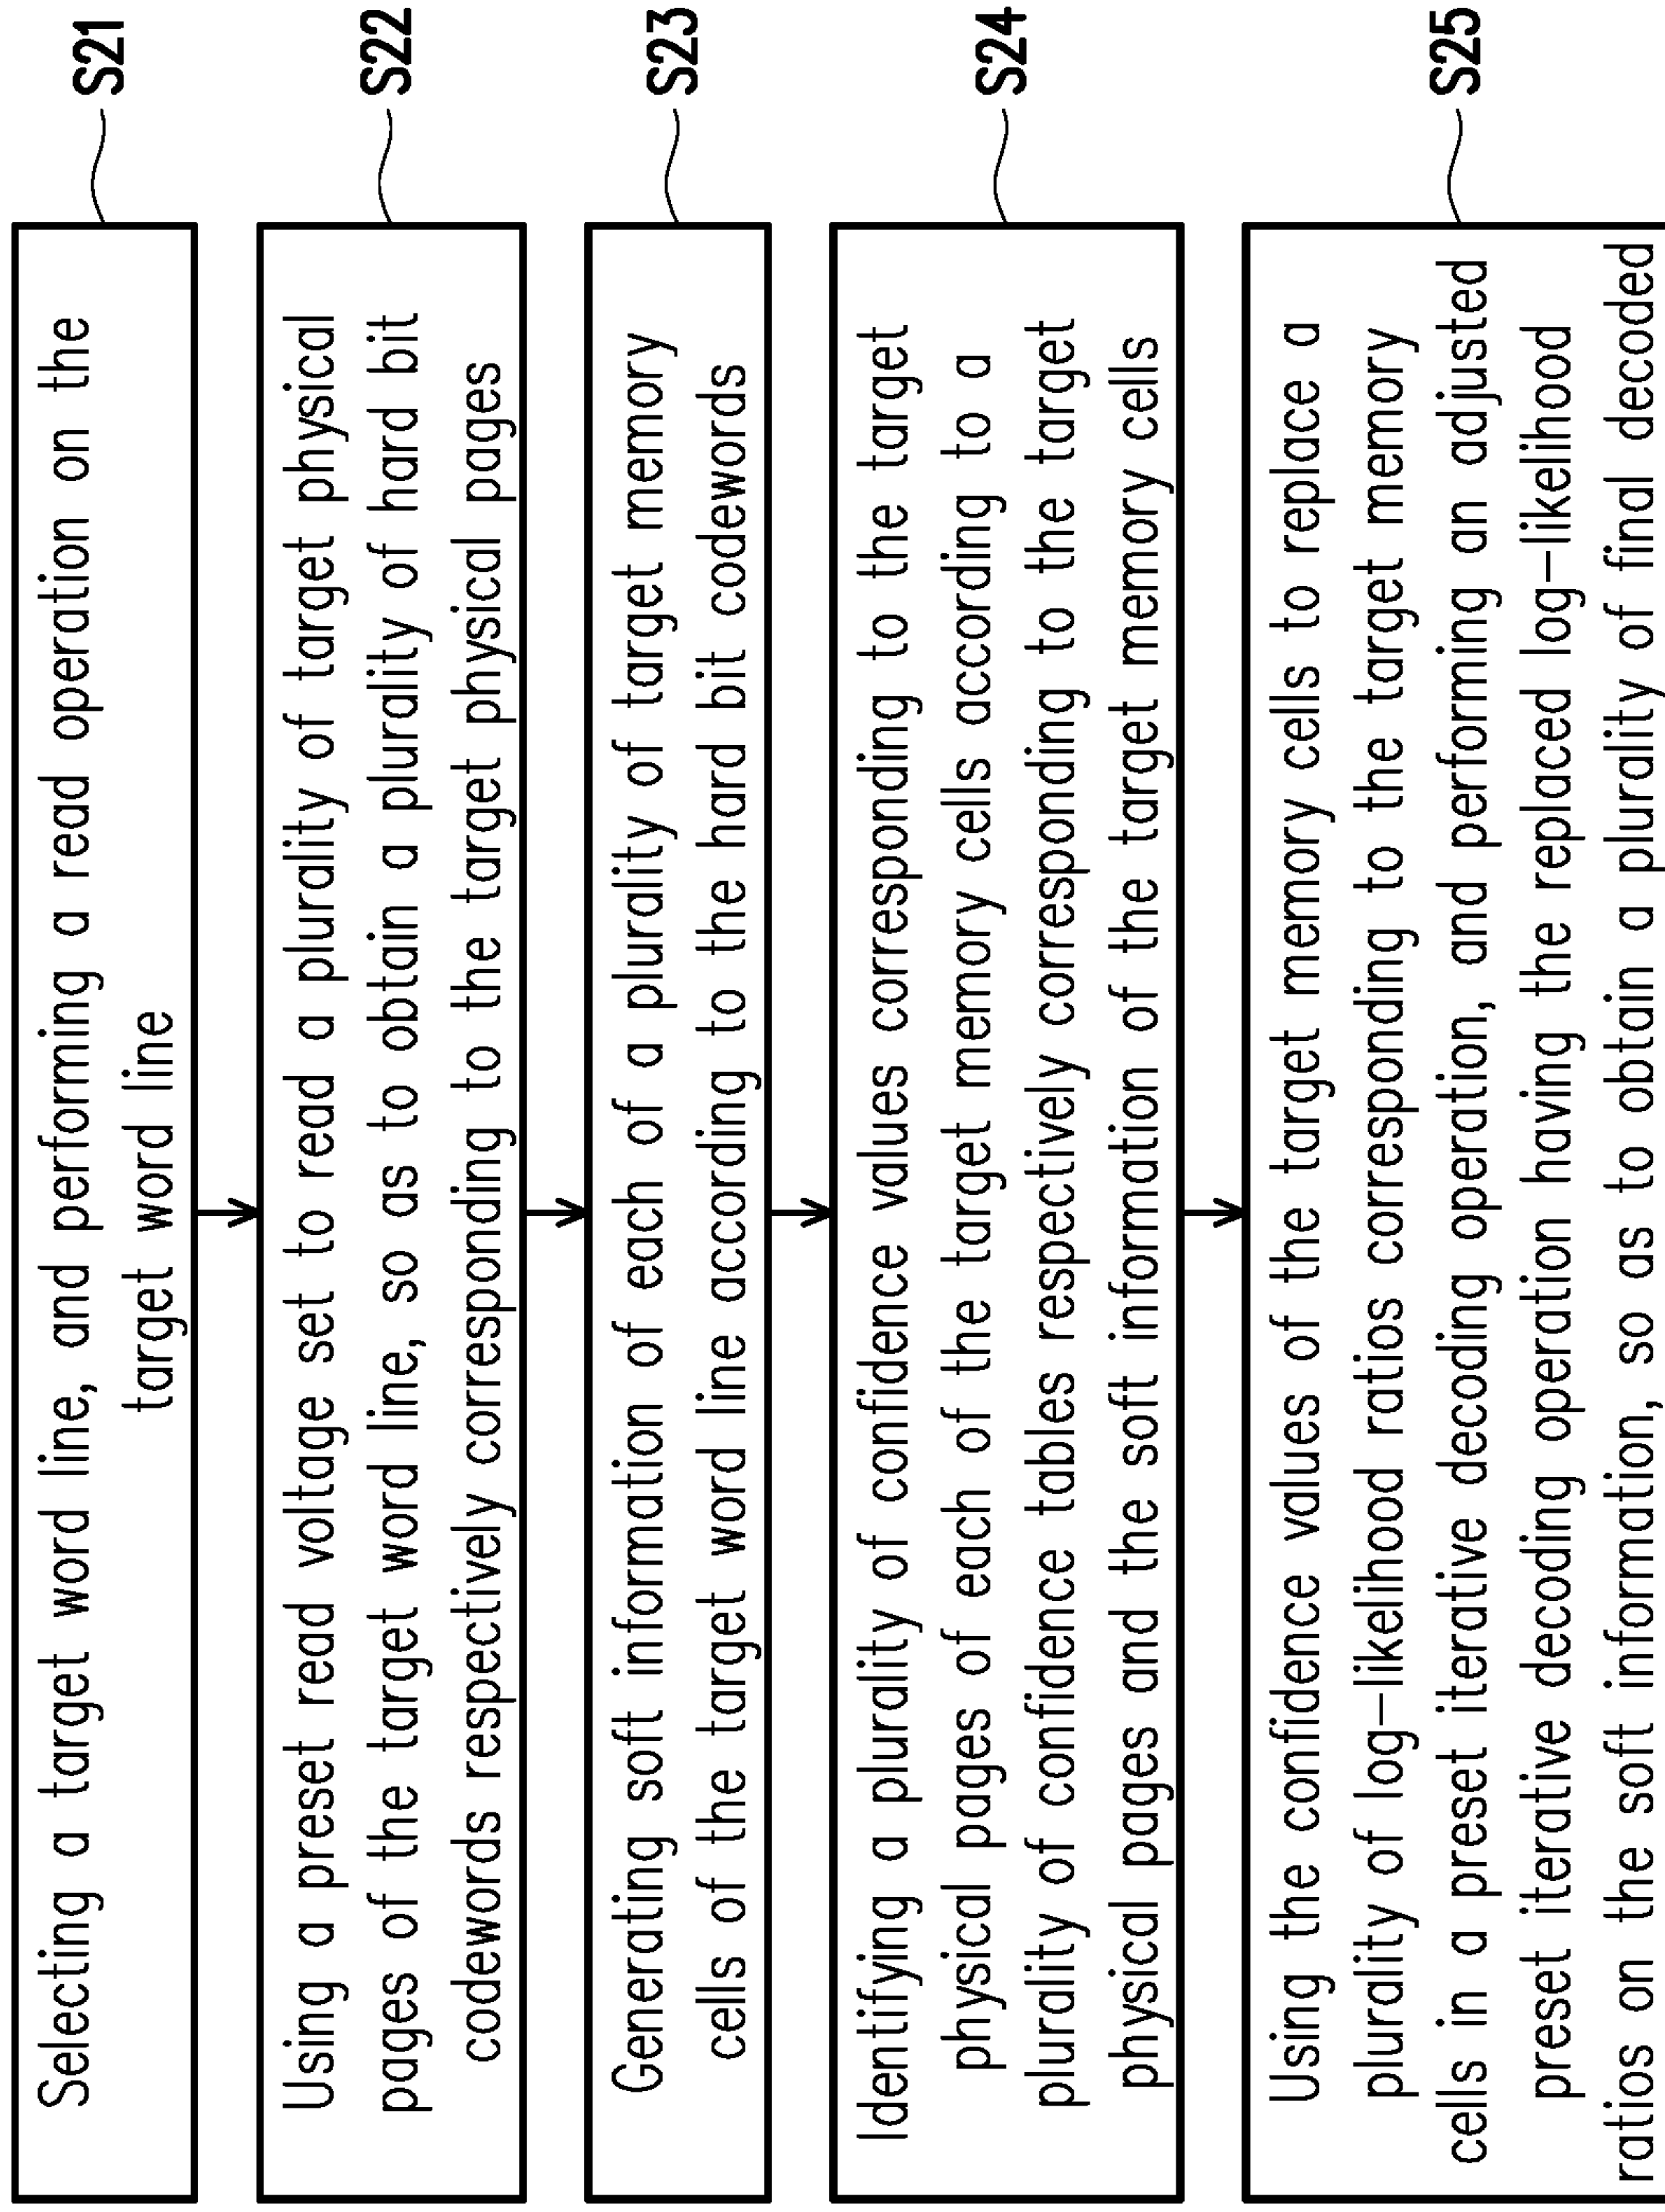 Selecting a target word line, and performing a read operation on the
target word line
S21
Using a preset read voltage set to read a plurality of target physical
pages of the target word line, so as to obtain a plurality of hard bit
codewords respectively corresponding to the target physical pages
S22
Generating soft information of each of a plurality of target memory
cells of the target word line according to the hard bit codewords
S23
Identifying a plurality of confidence values corresponding to the target
physical pages of each of the target memory cells according to a
plurality of confidence tables respectively corresponding to the target
physical pages and the soft information of the target memory cells
S24
Using the confidence values of the target memory cells to replace a
plurality of log-likelihood ratios corresponding to the target memory
cells in a preset iterative decoding operation, and performing an adjusted
preset iterative decoding operation having the replaced log-likelihood
ratios on the soft information, so as to obtain a plurality of final decoded
S25